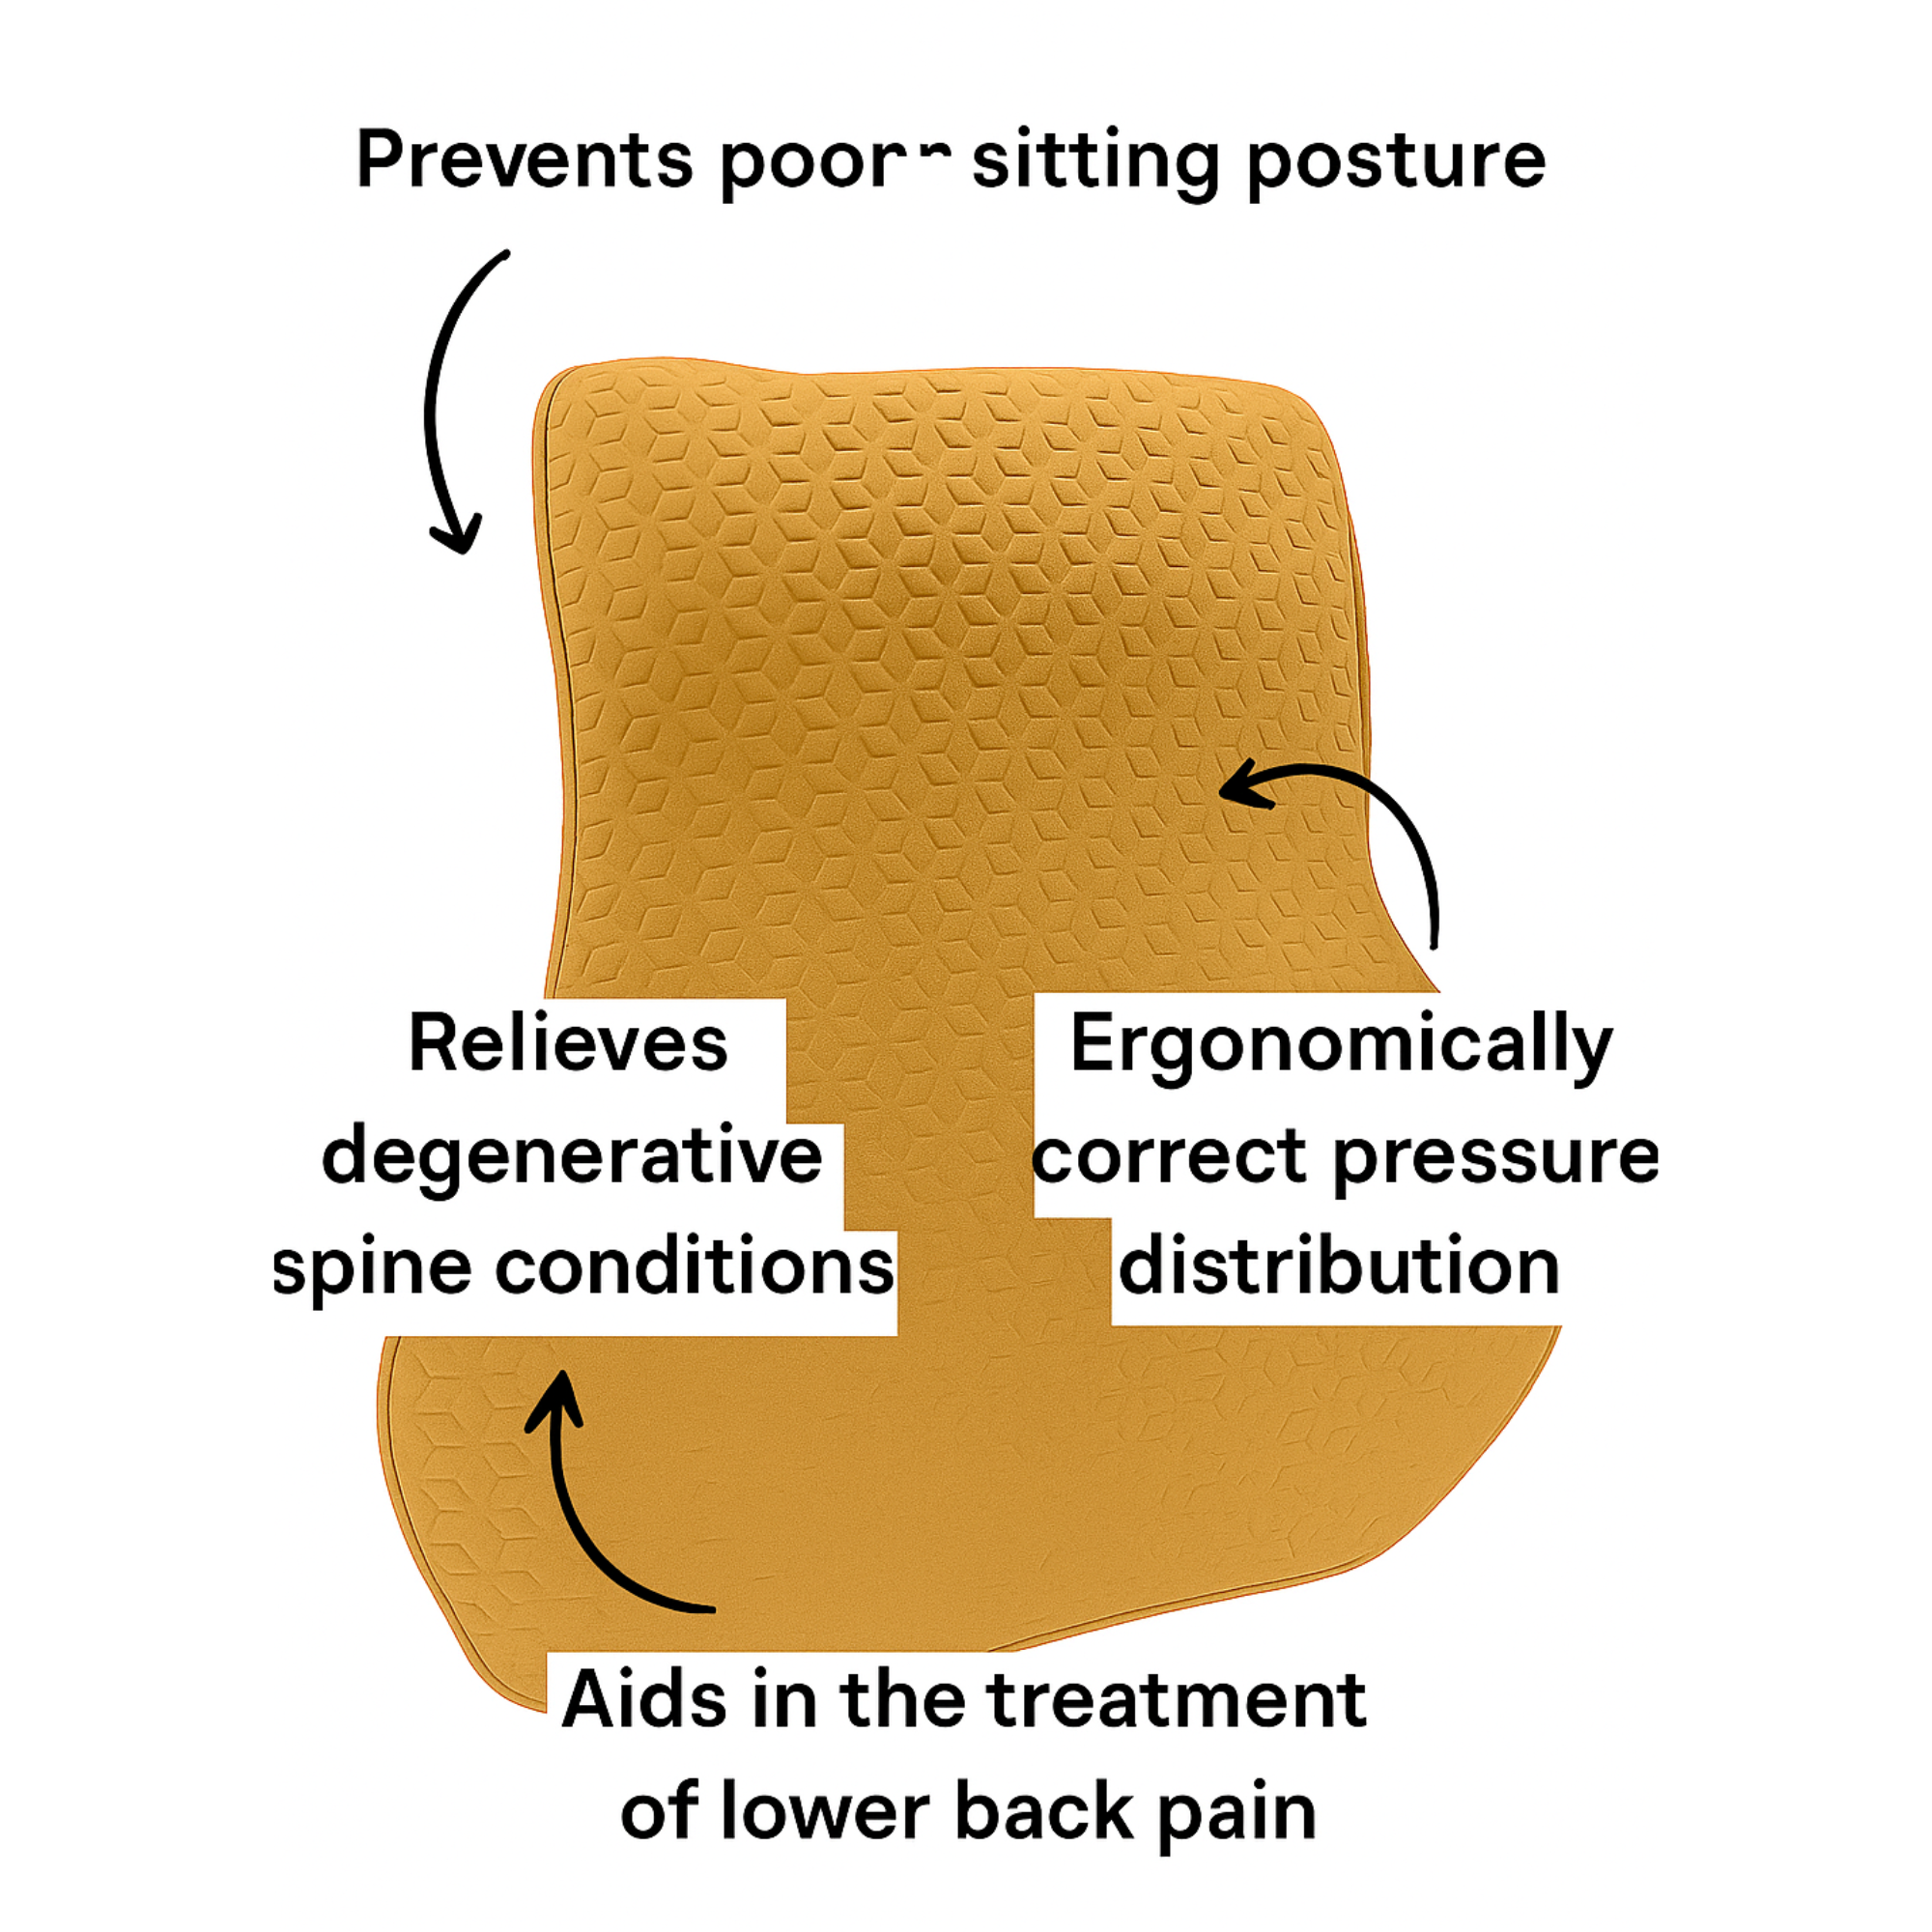 Prevents poor sitting posture
Relieves
degenerative
spine conditions
Ergonomically
correct pressure
distribution
Aids in the treatment
of lower back pain